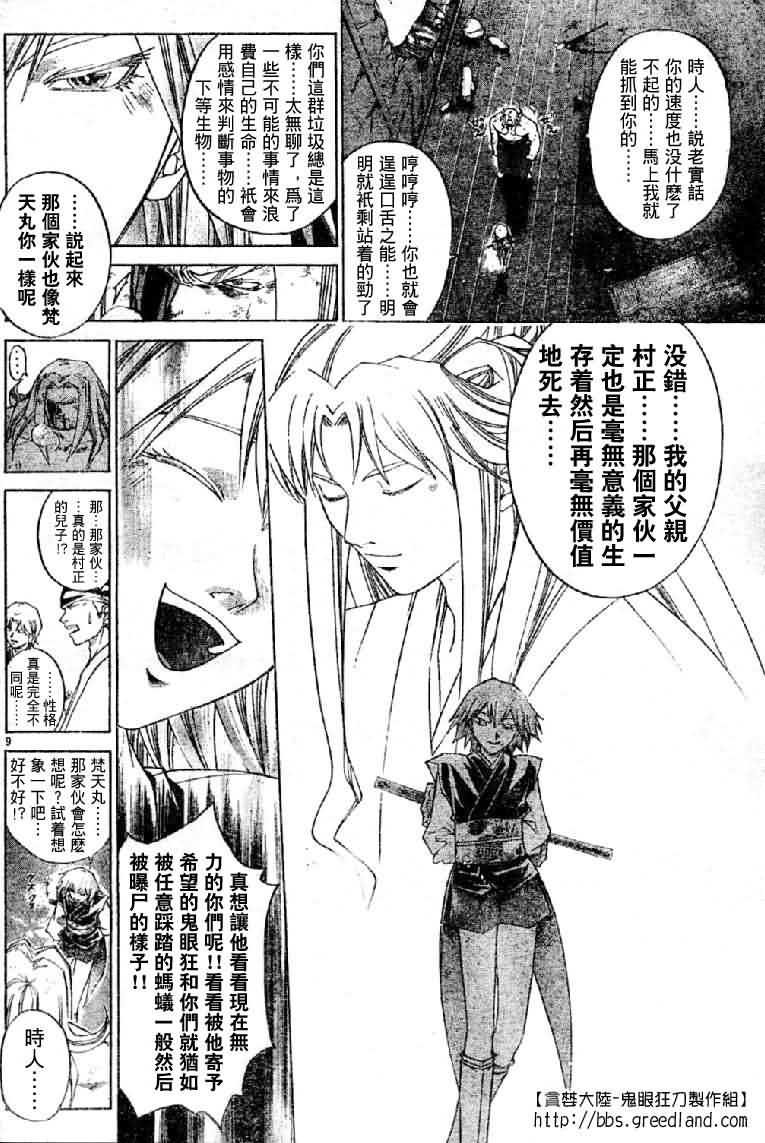 時人……説老實話
你的速度也没什麽了
不起的……馬上我就
能抓到你的……
哼哼哼……你也就會
逞逞口舌之能……明
明就衹剩站着的勁了
你們這群垃圾總是這
樣……太無聊了，爲了
一些不可能的事情來浪
費自己的生命……衹會
用感情來判斷事物的
下等生物…
……説起來
那個家伙也像梵
天丸你一樣呢
没錯……我的父親
村正……那個家伙一
定也是毫無意義的生
存着然后再毫無價值
地死去……
……
那…那家伙…
…真的是村正
的兒子!?
……性格
真是完全不
同呢……
真想讓他看看現在無
力的你們呢!!看看被他寄予
希望的鬼眼狂和你們就猶如
被任意踩踏的螞蟻一般然后
被曝尸的樣子!!
9
梵天丸……
那家伙會怎麽
想呢?試着想
象一下吧…
好不好!?
クスクス
時人
……
【言蓉大陸-鬼眼狂刀製作組】
http://bbs.greedland.com/